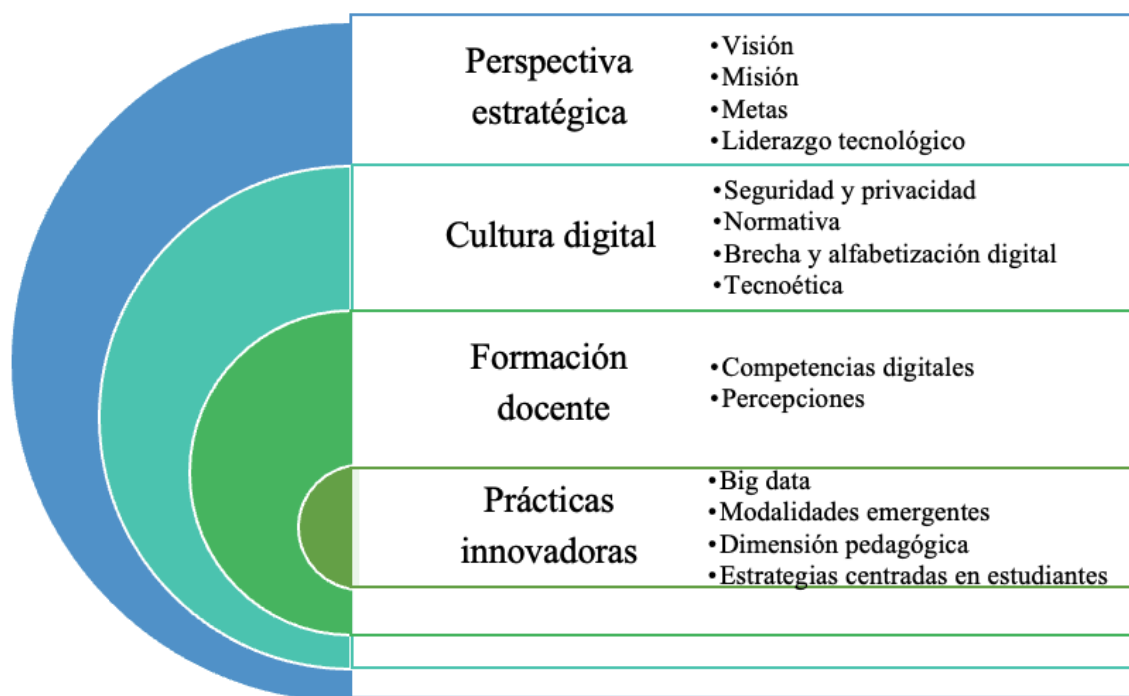 Perspectiva
estratégica
•Visión
•Misión
•Metas
•Liderazgo tecnológico
Cultura digital
•Seguridad y privacidad
•Normativa
•Brecha y alfabetización digital
•Tecnoética
Formación
docente
•Competencias digitales
•Percepciones
Prácticas
innovadoras
•Big data
•Modalidades emergentes
•Dimensión pedagógica
•Estrategias centradas en estudiantes